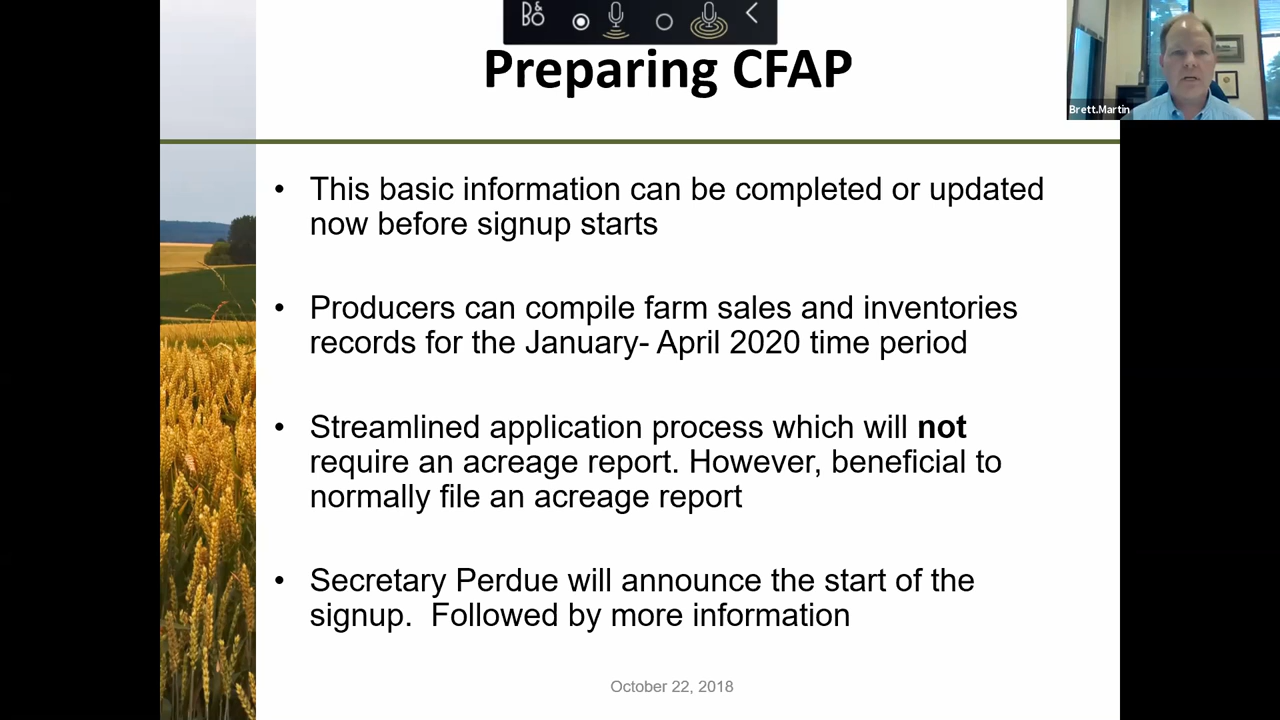 B&O
Preparing CFAP
Brett.Martin
• This basic information can be completed or updated
now before signup starts
• Producers can compile farm sales and inventories
records for the January- April 2020 time period
• Streamlined application process which will not
require an acreage report. However, beneficial to
normally file an acreage report
• Secretary Perdue will announce the start of the
signup.  Followed by more information
October 22, 2018